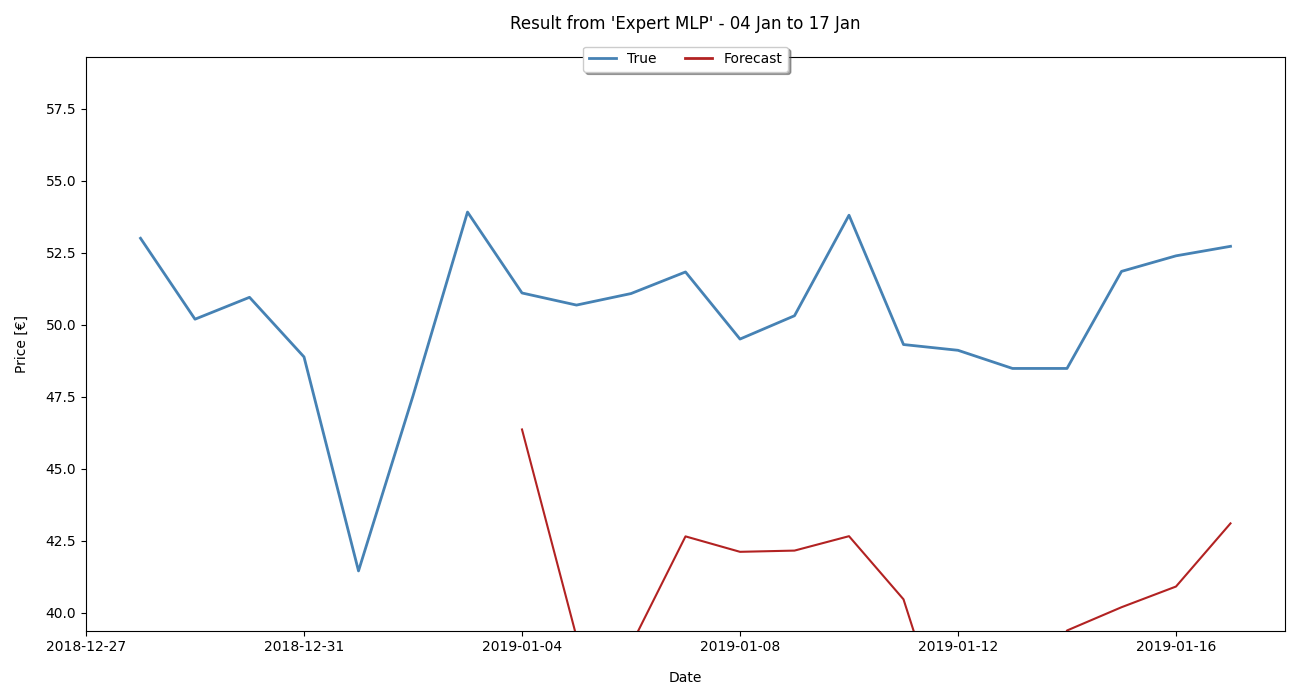 Result from 'Expert MLP' - 04 Jan to 17 Jan
True Forecast
57.5
55.0
52.5
50.0
47.5
45.0
42.5
40.0
Price [€]
2018-12-27 2018-12-31 2019-01-04 2019-01-08 2019-01-12 2019-01-16
Date